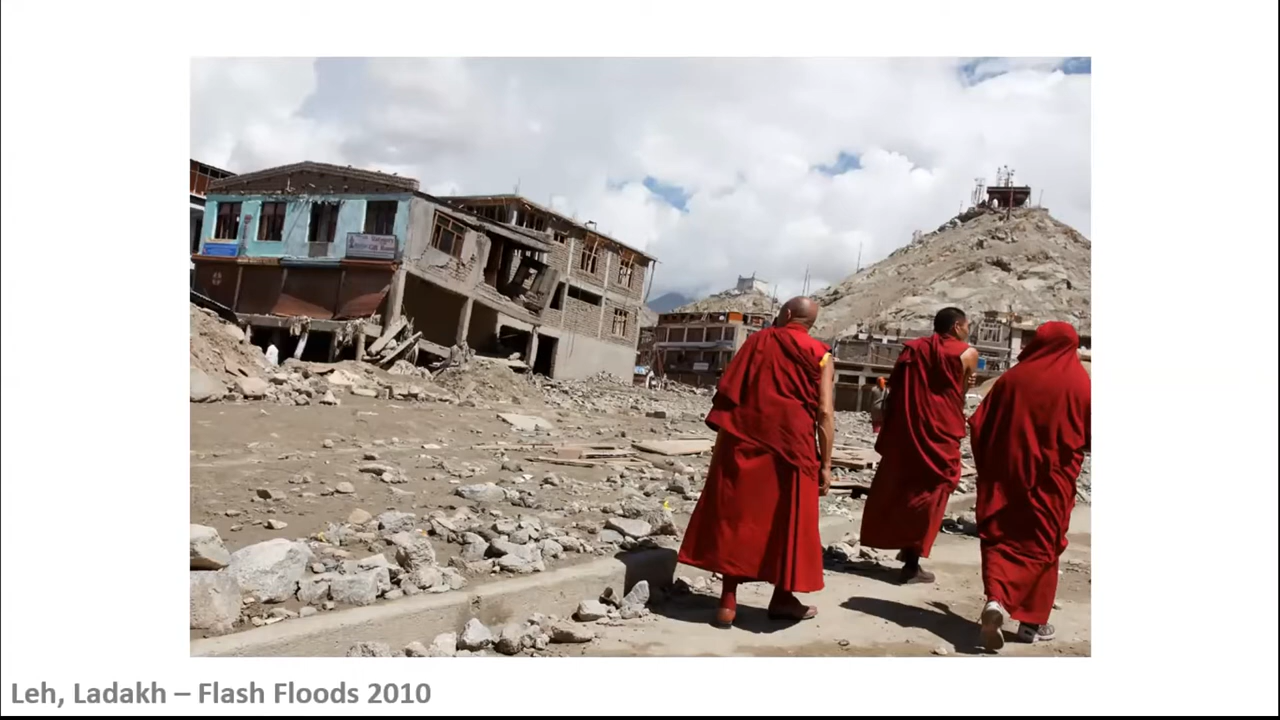 Leh, Ladakh – Flash Floods 2010